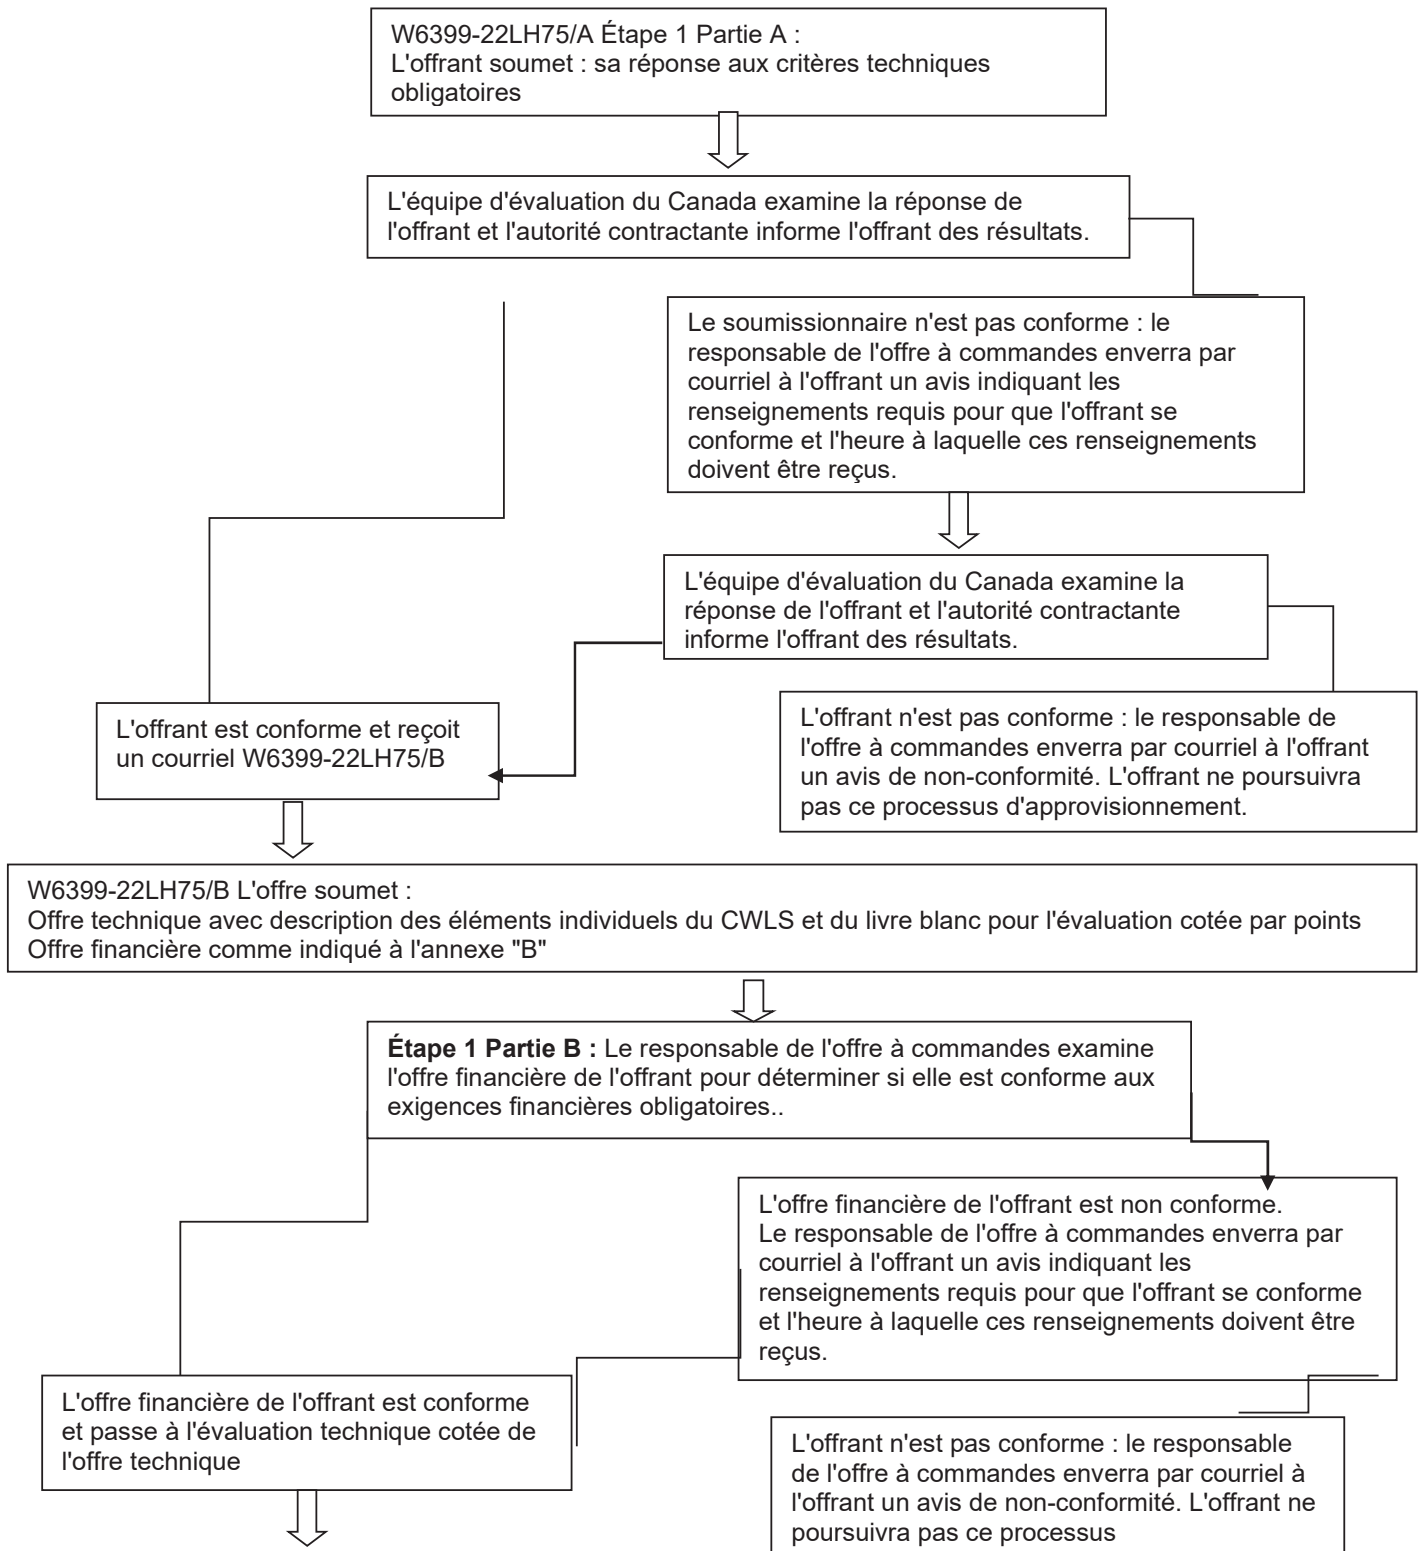 W6399-22LH75/A Étape 1 Partie A :
L'offrant soumet : sa réponse aux critères techniques
obligatoires
L'équipe d'évaluation du Canada examine la réponse de
l'offrant et l'autorité contractante informe l'offrant des résultats.
Le soumissionnaire n'est pas conforme : le
responsable de l'offre à commandes enverra par
courriel à l'offrant un avis indiquant les
renseignements requis pour que l'offrant se
conforme et l'heure à laquelle ces renseignements
doivent être reçus.
L'équipe d'évaluation du Canada examine la
réponse de l'offrant et l'autorité contractante
informe l'offrant des résultats.
L'offrant est conforme et reçoit
un courriel W6399-22LH75/B
L'offrant n'est pas conforme : le responsable de
l'offre à commandes enverra par courriel à l'offrant
un avis de non-conformité. L'offrant ne poursuivra
pas ce processus d'approvisionnement.
W6399-22LH75/B L'offre soumet :
Offre technique avec description des éléments individuels du CWLS et du livre blanc pour l'évaluation cotée par points
Offre financière comme indiqué à l'annexe "B"
Étape 1 Partie B : Le responsable de l'offre à commandes examine
l'offre financière de l'offrant pour déterminer si elle est conforme aux
exigences financières obligatoires..
L'offre financière de l'offrant est non conforme.
Le responsable de l'offre à commandes enverra par
courriel à l'offrant un avis indiquant les
renseignements requis pour que l'offrant se conforme
et l'heure à laquelle ces renseignements doivent être
reçus.
L'offre financière de l'offrant est conforme
et passe à l'évaluation technique cotée de
l'offre technique
L'offrant n'est pas conforme : le responsable
de l'offre à commandes enverra par courriel à
l'offrant un avis de non-conformité. L'offrant ne
poursuivra pas ce processus